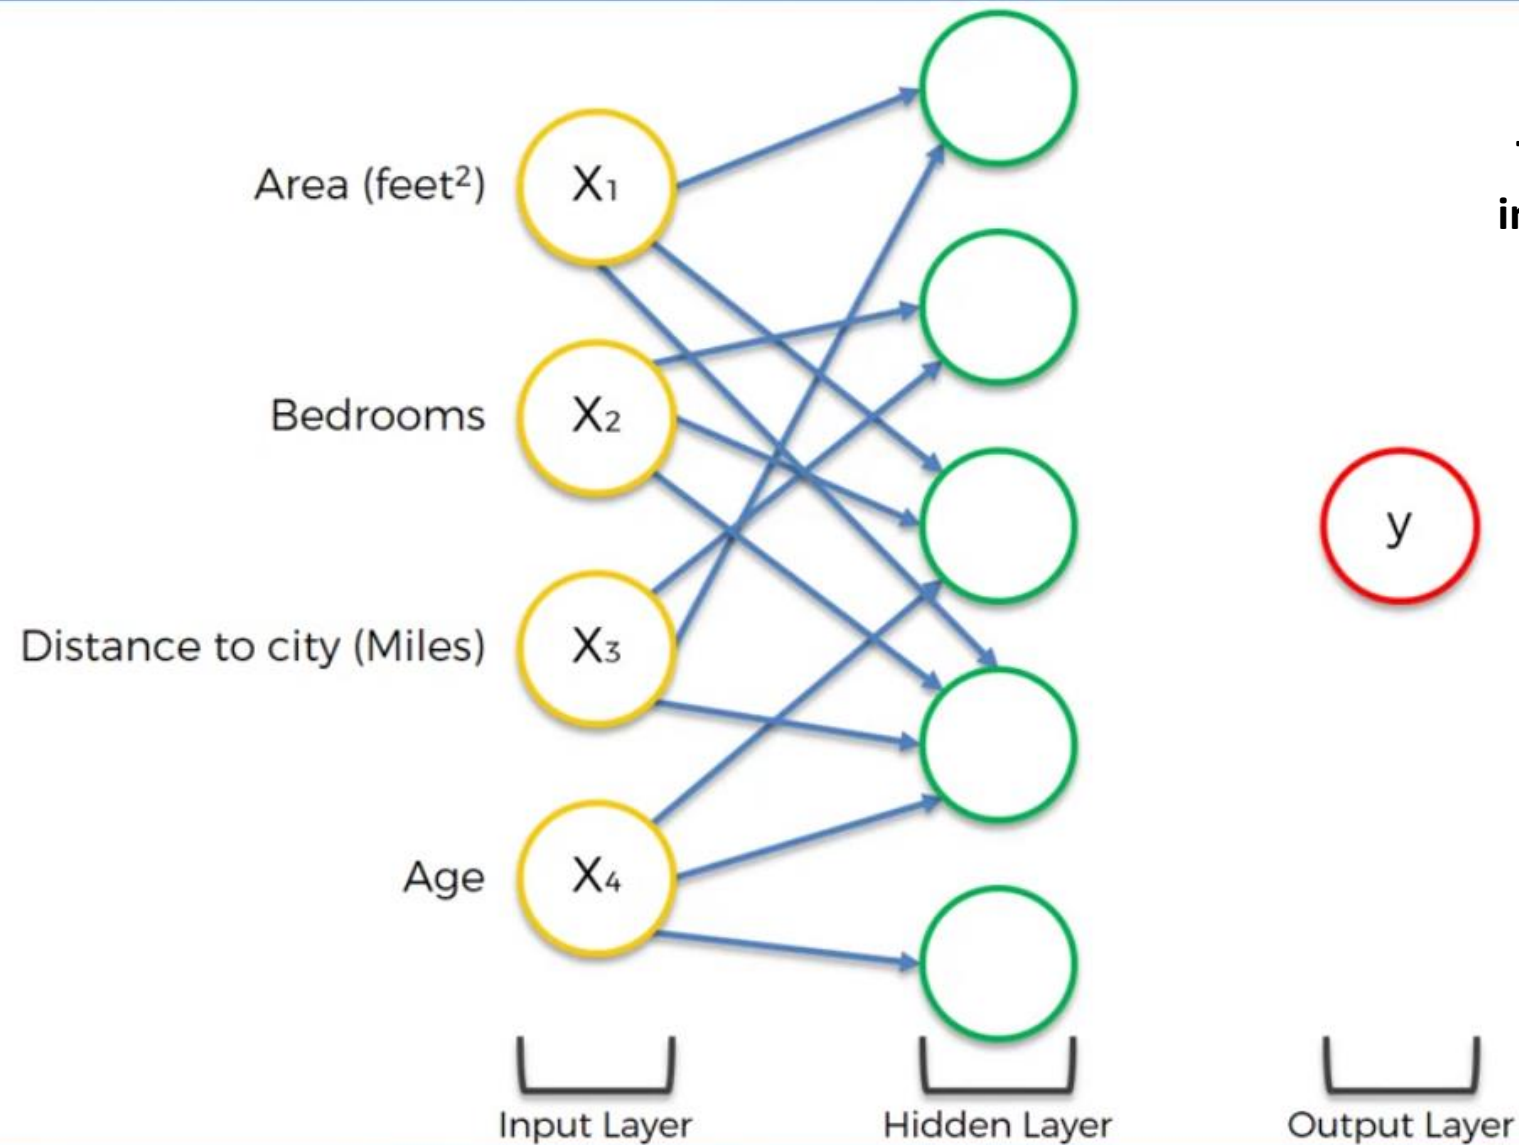 Area (feet²)
X₁
Bedrooms
X₂
Distance to city (Miles)
X₃
Age
X₄
y
Input Layer
Hidden Layer
Output Layer